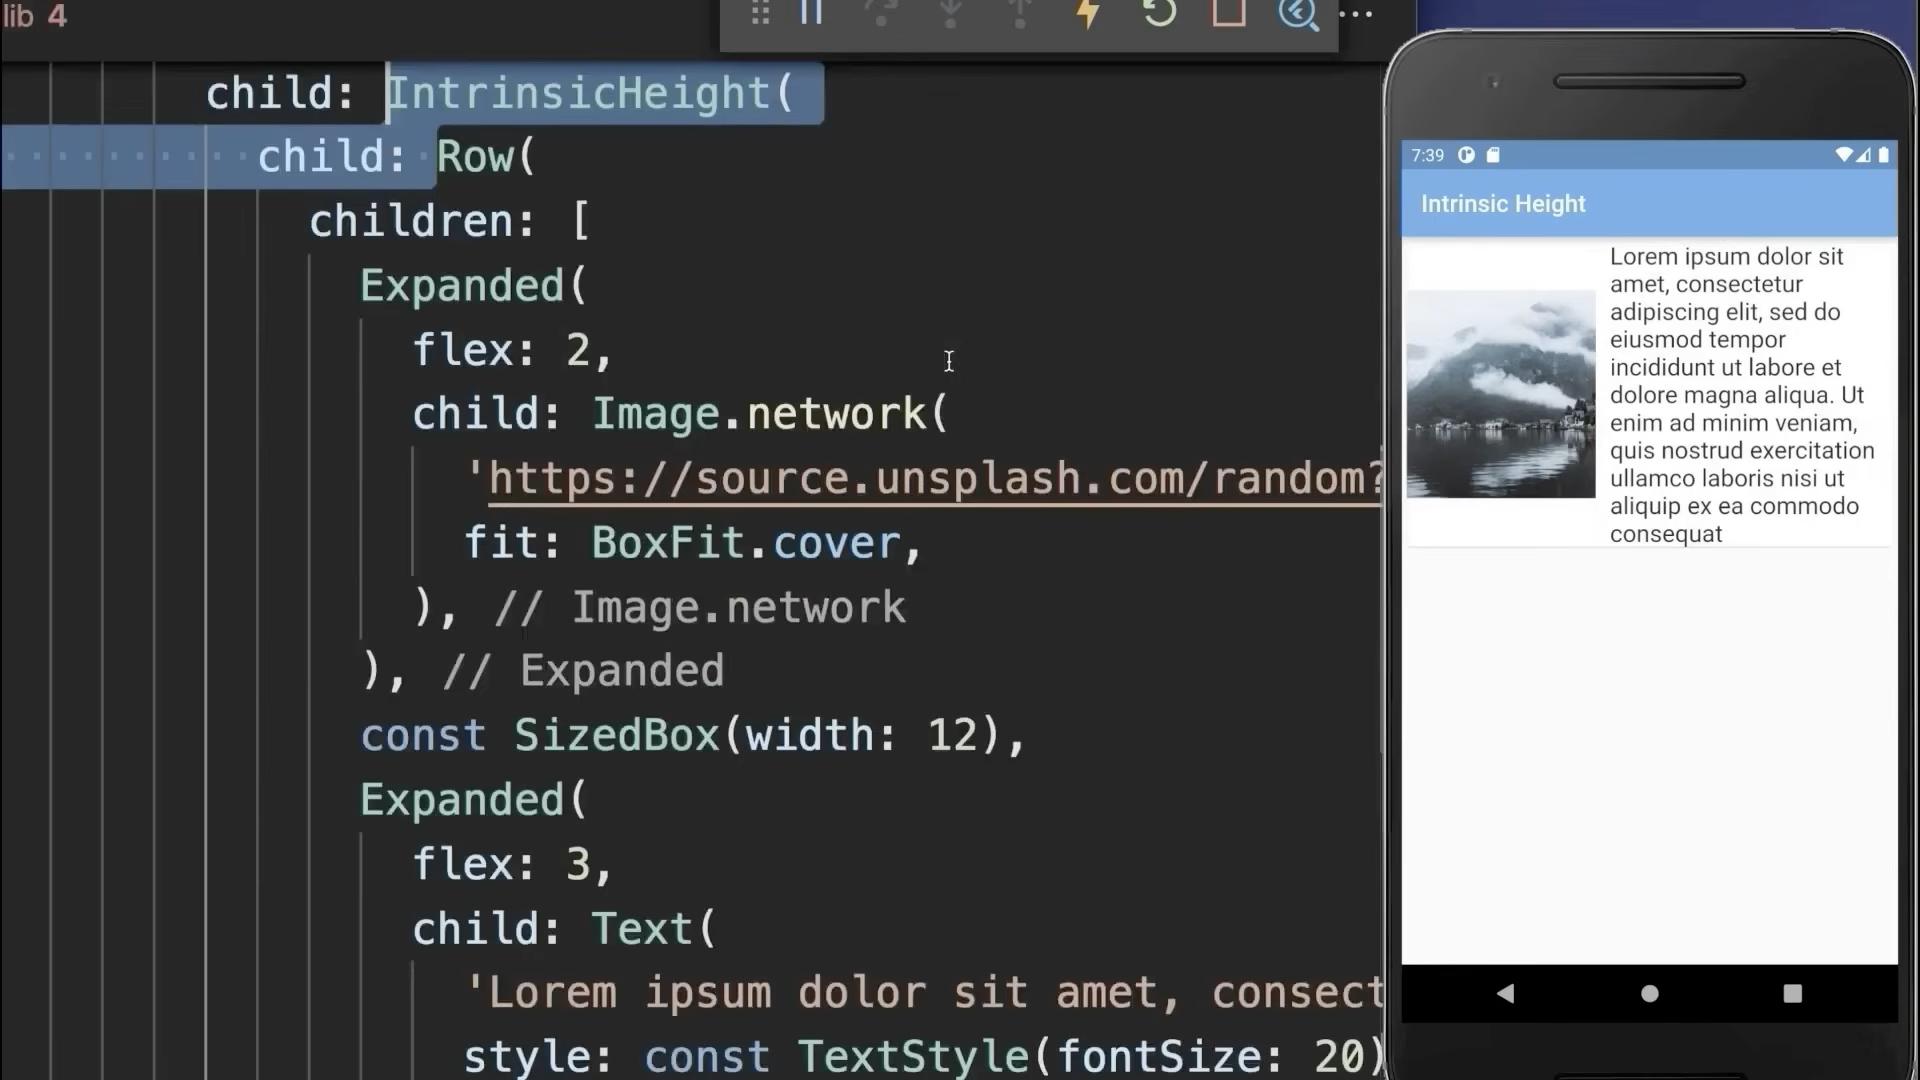 lib 4
child: IntrinsicHeight(
child: Row(
children: [
Expanded(
flex: 2,
child: Image.network(
'https://source.unsplash.com/random?
fit: BoxFit.cover,
), // Image.network
), // Expanded
const SizedBox(width: 12),
Expanded(
flex: 3,
child: Text(
'Lorem ipsum dolor sit amet, consect
style: const TextStyle(fontSize: 20)
7:39
Intrinsic Height
Lorem ipsum dolor sit
amet, consectetur
adipiscing elit, sed do
eiusmod tempor
incididunt ut labore et
dolore magna aliqua. Ut
enim ad minim veniam,
quis nostrud exercitation
ullamco laboris nisi ut
aliquip ex ea commodo
consequat